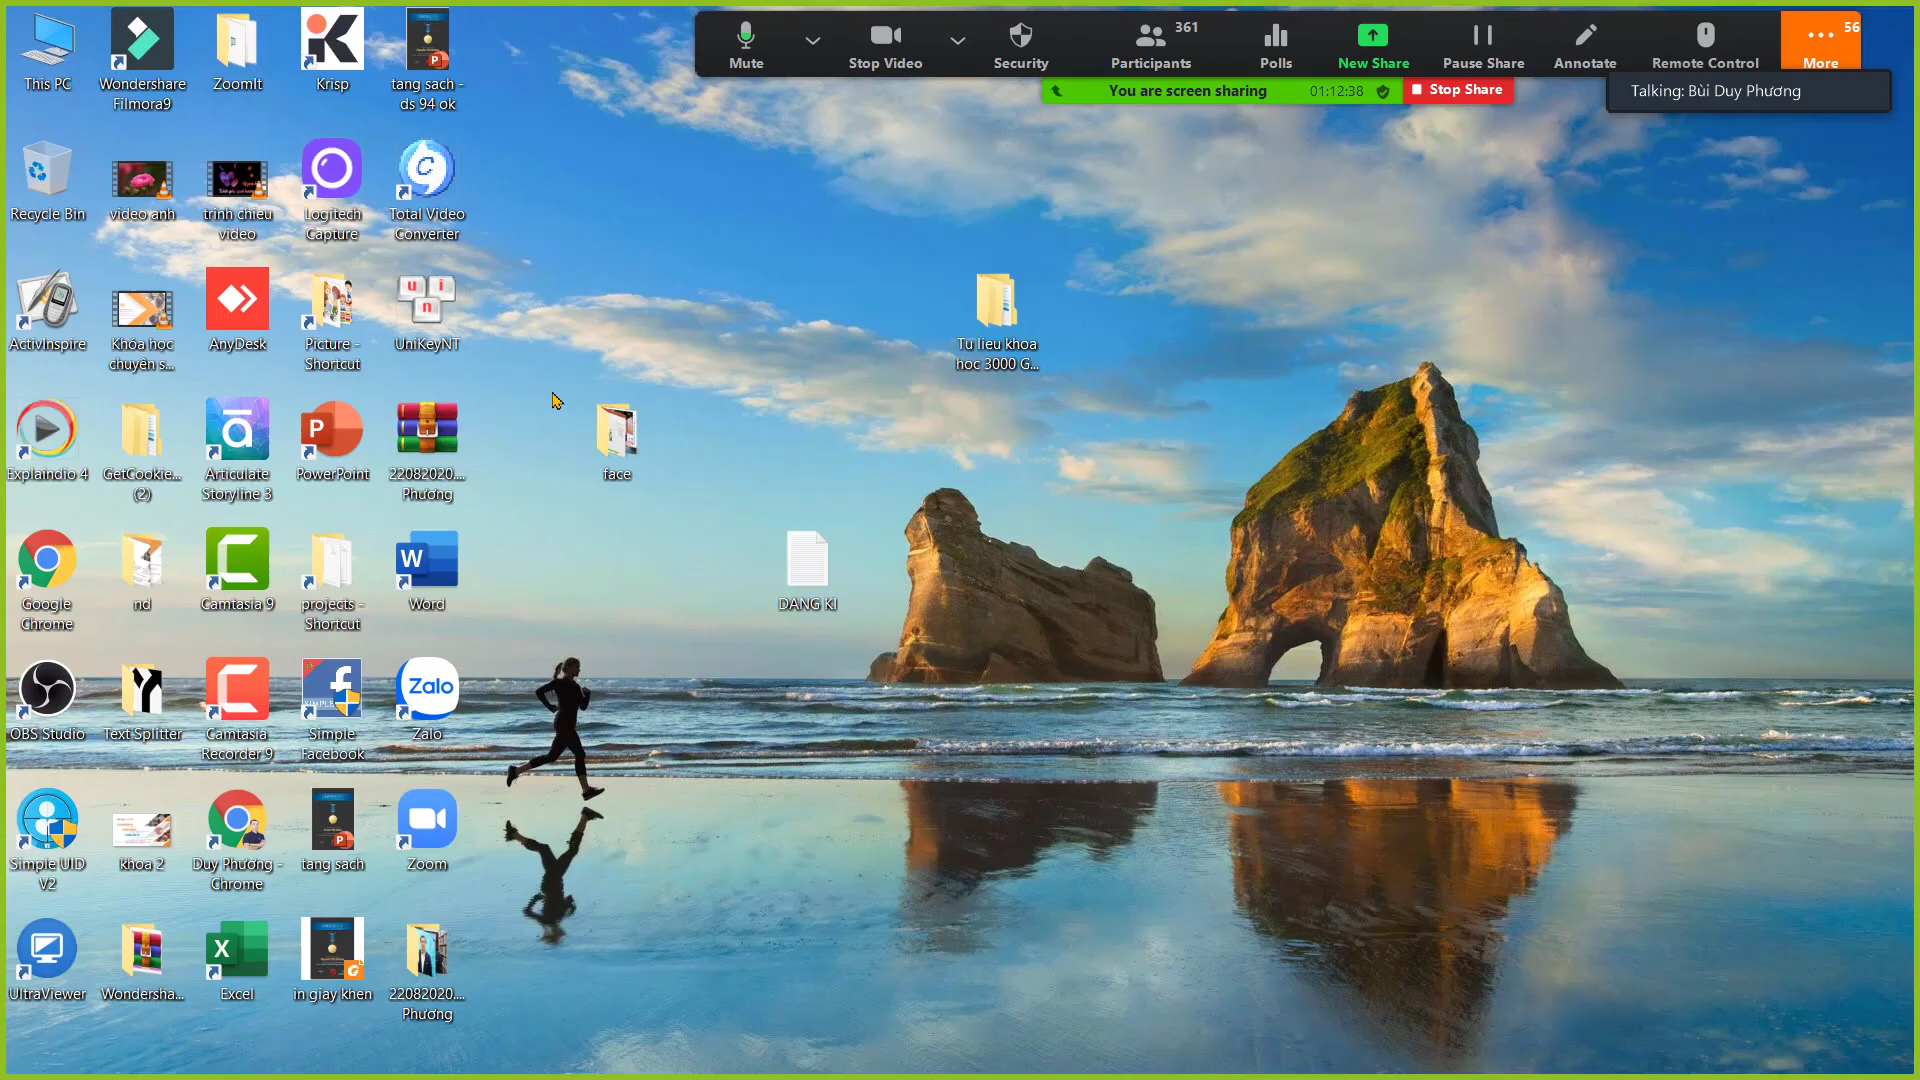 Mute
Stop Video
Security
Participants
361
Polls
New Share
Pause Share
Annotate
Remote Control
56
More
You are screen sharing
01:12:38
Stop Share
Talking: Bùi Duy Phương
This PC
Wondershare
Filmora9
ZoomIt
Krisp
tang sach -
ds 94 ok
Recycle Bin
video anh
trinh chieu
video
Logitech
Capture
Total Video
Converter
ActivInspire
Khóa học
chuyên s...
AnyDesk
Picture -
Shortcut
UniKeyNT
Tu lieu khoa
hoc 3000 G...
Explaindio 4
GetCookie...
(2)
Articulate
Storyline 3
PowerPoint
22082020....
Phương
face
Google
Chrome
nd
Camtasia 9
projects -
Shortcut
Word
DANG KI
OBS Studio
Text Splitter
Camtasia
Recorder 9
Simple
Facebook
Zalo
Zalo
Simple UID
V2
khoa 2
Duy Phương -
Chrome
tang sach
Zoom
UltraViewer
Wondersha...
Excel
in giay khen
22082020....
Phương